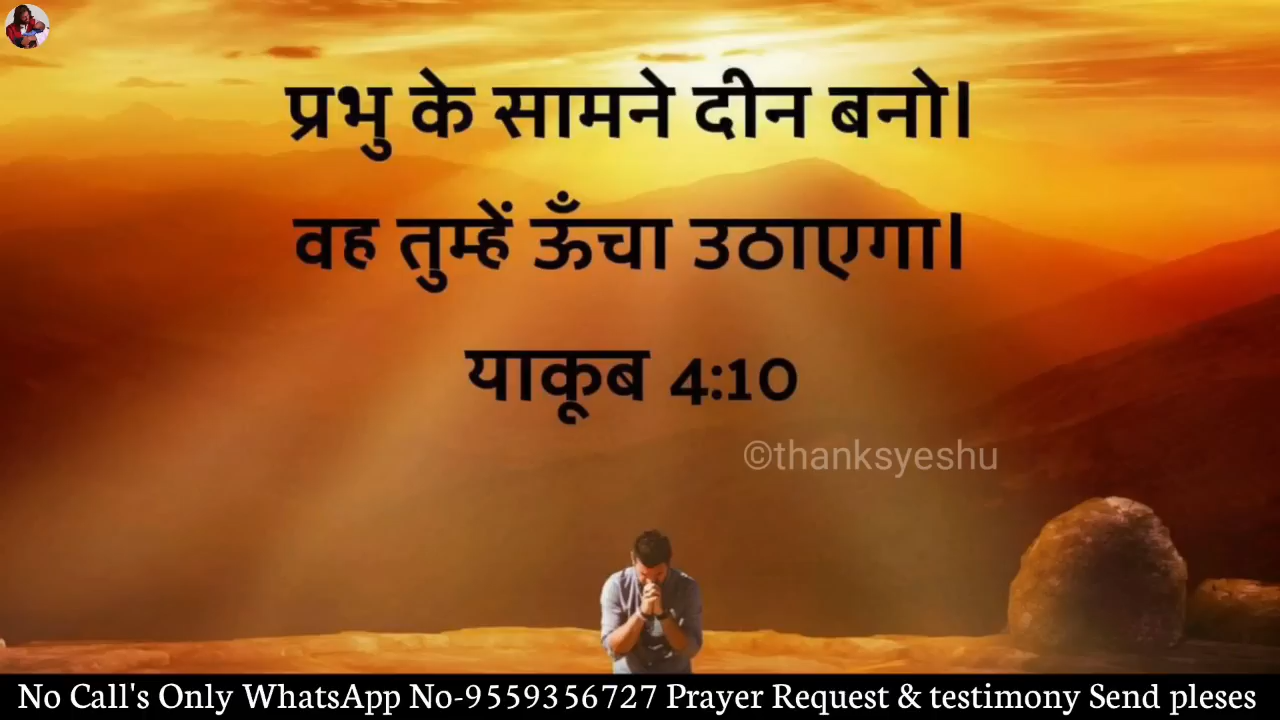 प्रभु के सामने दीन बनो।
वह तुम्हें ऊँचा उठाएगा।
याकूब 4:10
©thanksyeshu
No Call's Only WhatsApp No-9559356727 Prayer Request & testimony Send pleses